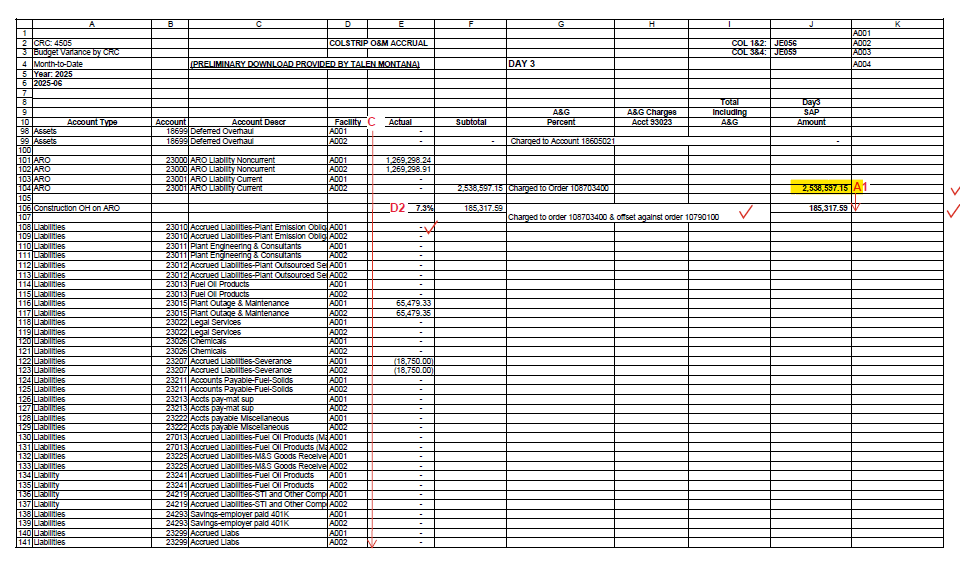 A B C D E F G H I J K
1 A001
2 CRC: 4505 COLSTRIP O&M ACCRUAL COL 1&2: JE056 A002
3 Budget Variance by CRC COL 3&4: JE059 A003
4 Month-to-Date (PRELIMINARY DOWNLOAD PROVIDED BY TALEN MONTANA) DAY 3 A004
5 Year: 2025
6 2025-06
7
8 Total Day3
9 A&G A&G Charges Including SAP
10 Account Type Account Account Descr Facility C Actual Subtotal Percent Acct 93023 A&G Amount
98 Assets 18699 Deferred Overhaul A001 -
99 Assets 18699 Deferred Overhaul A002 - - Charged to Account 18605021 -
100
101 ARO 23000 ARO Liability Noncurrent A001 1,269,298.24
102 ARO 23000 ARO Liability Noncurrent A002 1,269,298.91
103 ARO 23001 ARO Liability Current A001 -
104 ARO 23001 ARO Liability Current A002 - 2,538,597.15 Charged to Order 108703400 2,538,597.15 A1
105
106 Construction OH on ARO D2 7.3% 185,317.59 185,317.59
107 Charged to order 108703400 & offset against order 10790100
108 Liabilities 23010 Accrued Liabilities-Plant Emission Oblig A001 -
109 Liabilities 23010 Accrued Liabilities-Plant Emission Oblig A002 -
110 Liabilities 23011 Plant Engineering & Consultants A001 -
111 Liabilities 23011 Plant Engineering & Consultants A002 -
112 Liabilities 23012 Accrued Liabilities-Plant Outsourced Se A001 -
113 Liabilities 23012 Accrued Liabilities-Plant Outsourced Se A002 -
114 Liabilities 23013 Fuel Oil Products A001 -
115 Liabilities 23013 Fuel Oil Products A002 -
116 Liabilities 23015 Plant Outage & Maintenance A001 65,479.33
117 Liabilities 23015 Plant Outage & Maintenance A002 65,479.35
118 Liabilities 23022 Legal Services A001 -
119 Liabilities 23022 Legal Services A002 -
120 Liabilities 23026 Chemicals A001 -
121 Liabilities 23026 Chemicals A002 -
122 Liabilities 23207 Accrued Liabilities-Severance A001 (18,750.00)
123 Liabilities 23207 Accrued Liabilities-Severance A002 (18,750.00)
124 Liabilities 23211 Accounts Payable-Fuel-Solids A001 -
125 Liabilities 23211 Accounts Payable-Fuel-Solids A002 -
126 Liabilities 23213 Accts pay-mat sup A001 -
127 Liabilities 23213 Accts pay-mat sup A002 -
128 Liabilities 23222 Accts payable Miscellaneous A001 -
129 Liabilities 23222 Accts payable Miscellaneous A002 -
130 Liabilities 27013 Accrued Liabilities-Fuel Oil Products (Ma A001 -
131 Liabilities 27013 Accrued Liabilities-Fuel Oil Products (Ma A002 -
132 Liabilities 23225 Accrued Liabilities-M&S Goods Receive A001 -
133 Liabilities 23225 Accrued Liabilities-M&S Goods Receive A002 -
134 Liability 23241 Accrued Liabilities-Fuel Oil Products A001 -
135 Liability 23241 Accrued Liabilities-Fuel Oil Products A002 -
136 Liability 24219 Accrued Liabilities-STI and Other Comp A001 -
137 Liability 24219 Accrued Liabilities-STI and Other Comp A002 -
138 Liabilities 24293 Savings-employer paid 401K A001 -
139 Liabilities 24293 Savings-employer paid 401K A002 -
140 Liabilities 23299 Accrued Liabs A001 -
141 Liabilities 23299 Accrued Liabs A002 -